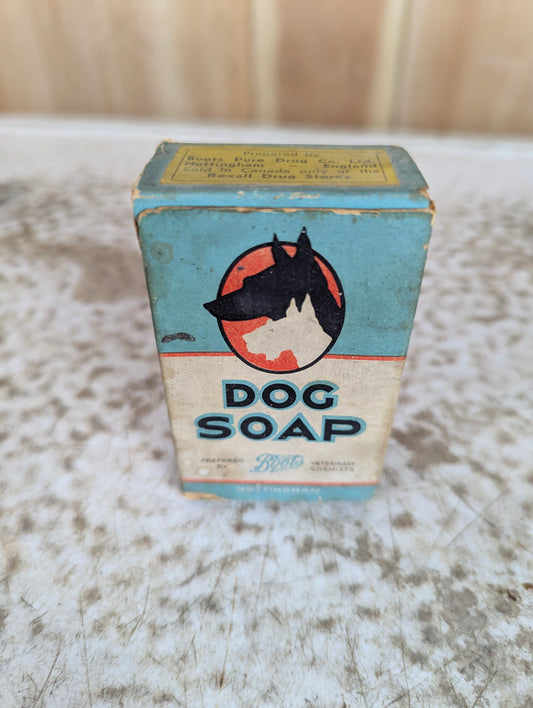 Prepared by
Boots Pure Drug Co. Ltd.
Nottingham – England
Sold in Canada only at the
Rexall Drug Stores
DOG
SOAP
PREPARED BY Boots VETERINARY CHEMISTS
NOTTINGHAM